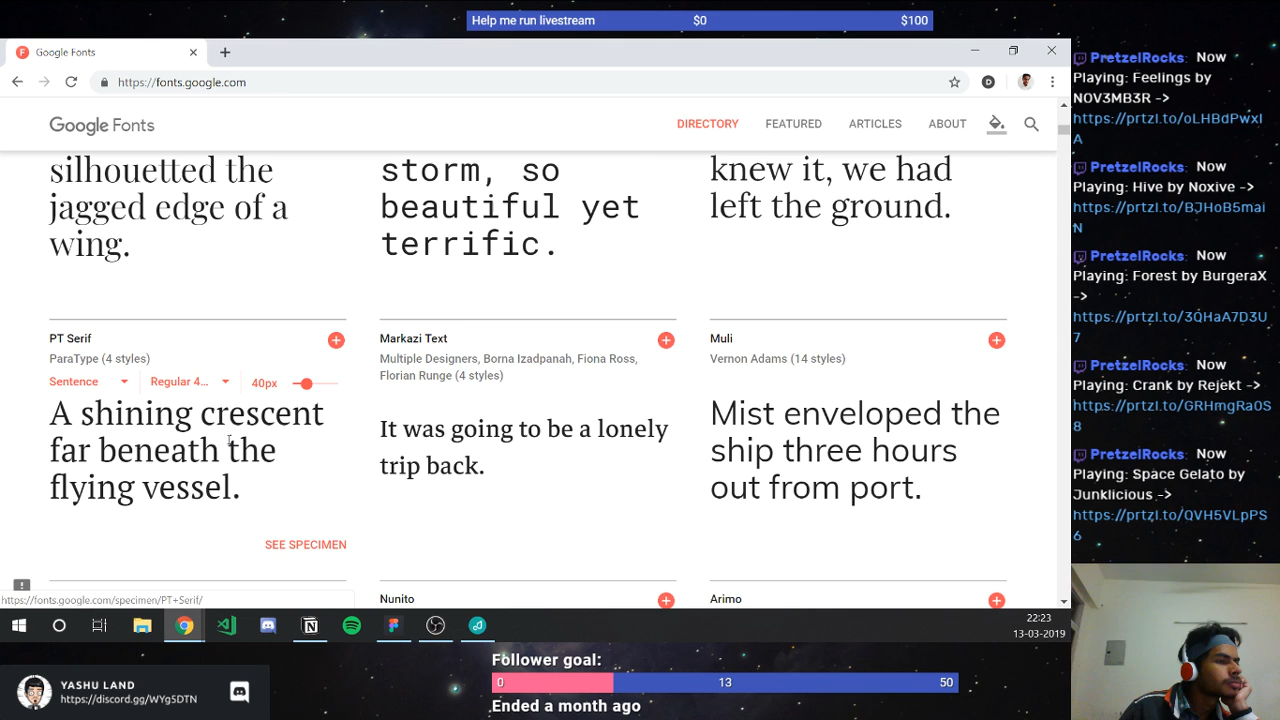 Help me run livestream $0 $100
Google Fonts
https://fonts.google.com
Google Fonts DIRECTORY FEATURED ARTICLES ABOUT
silhouetted the
jagged edge of a
wing.
storm, so
beautiful yet
terrific.
knew it, we had
left the ground.
PT Serif
ParaType (4 styles)
Sentence Regular 4... 40px
A shining crescent
far beneath the
flying vessel.
SEE SPECIMEN
Markazi Text
Multiple Designers, Borna Izadpanah, Fiona Ross,
Florian Runge (4 styles)
It was going to be a lonely
trip back.
Muli
Vernon Adams (14 styles)
Mist enveloped the
ship three hours
out from port.
Nunito
Arimo
https://fonts.google.com/specimen/PT+Serif/
22:23
13-03-2019
PretzelRocks: Now
Playing: Feelings by
N0V3MB3R ->
https://prtzl.to/oLHBdPwxI
A
PretzelRocks: Now
Playing: Hive by Noxive ->
https://prtzl.to/BJHoB5mai
N
PretzelRocks: Now
Playing: Forest by BurgeraX
->
https://prtzl.to/3QHaA7D3U
7
PretzelRocks: Now
Playing: Crank by Rejekt ->
https://prtzl.to/GRHmgRa0S
8
PretzelRocks: Now
Playing: Space Gelato by
Junklicious ->
https://prtzl.to/QVH5VLpPS
6
YASHU LAND
https://discord.gg/WYg5DTN
Follower goal:
0 13 50
Ended a month ago